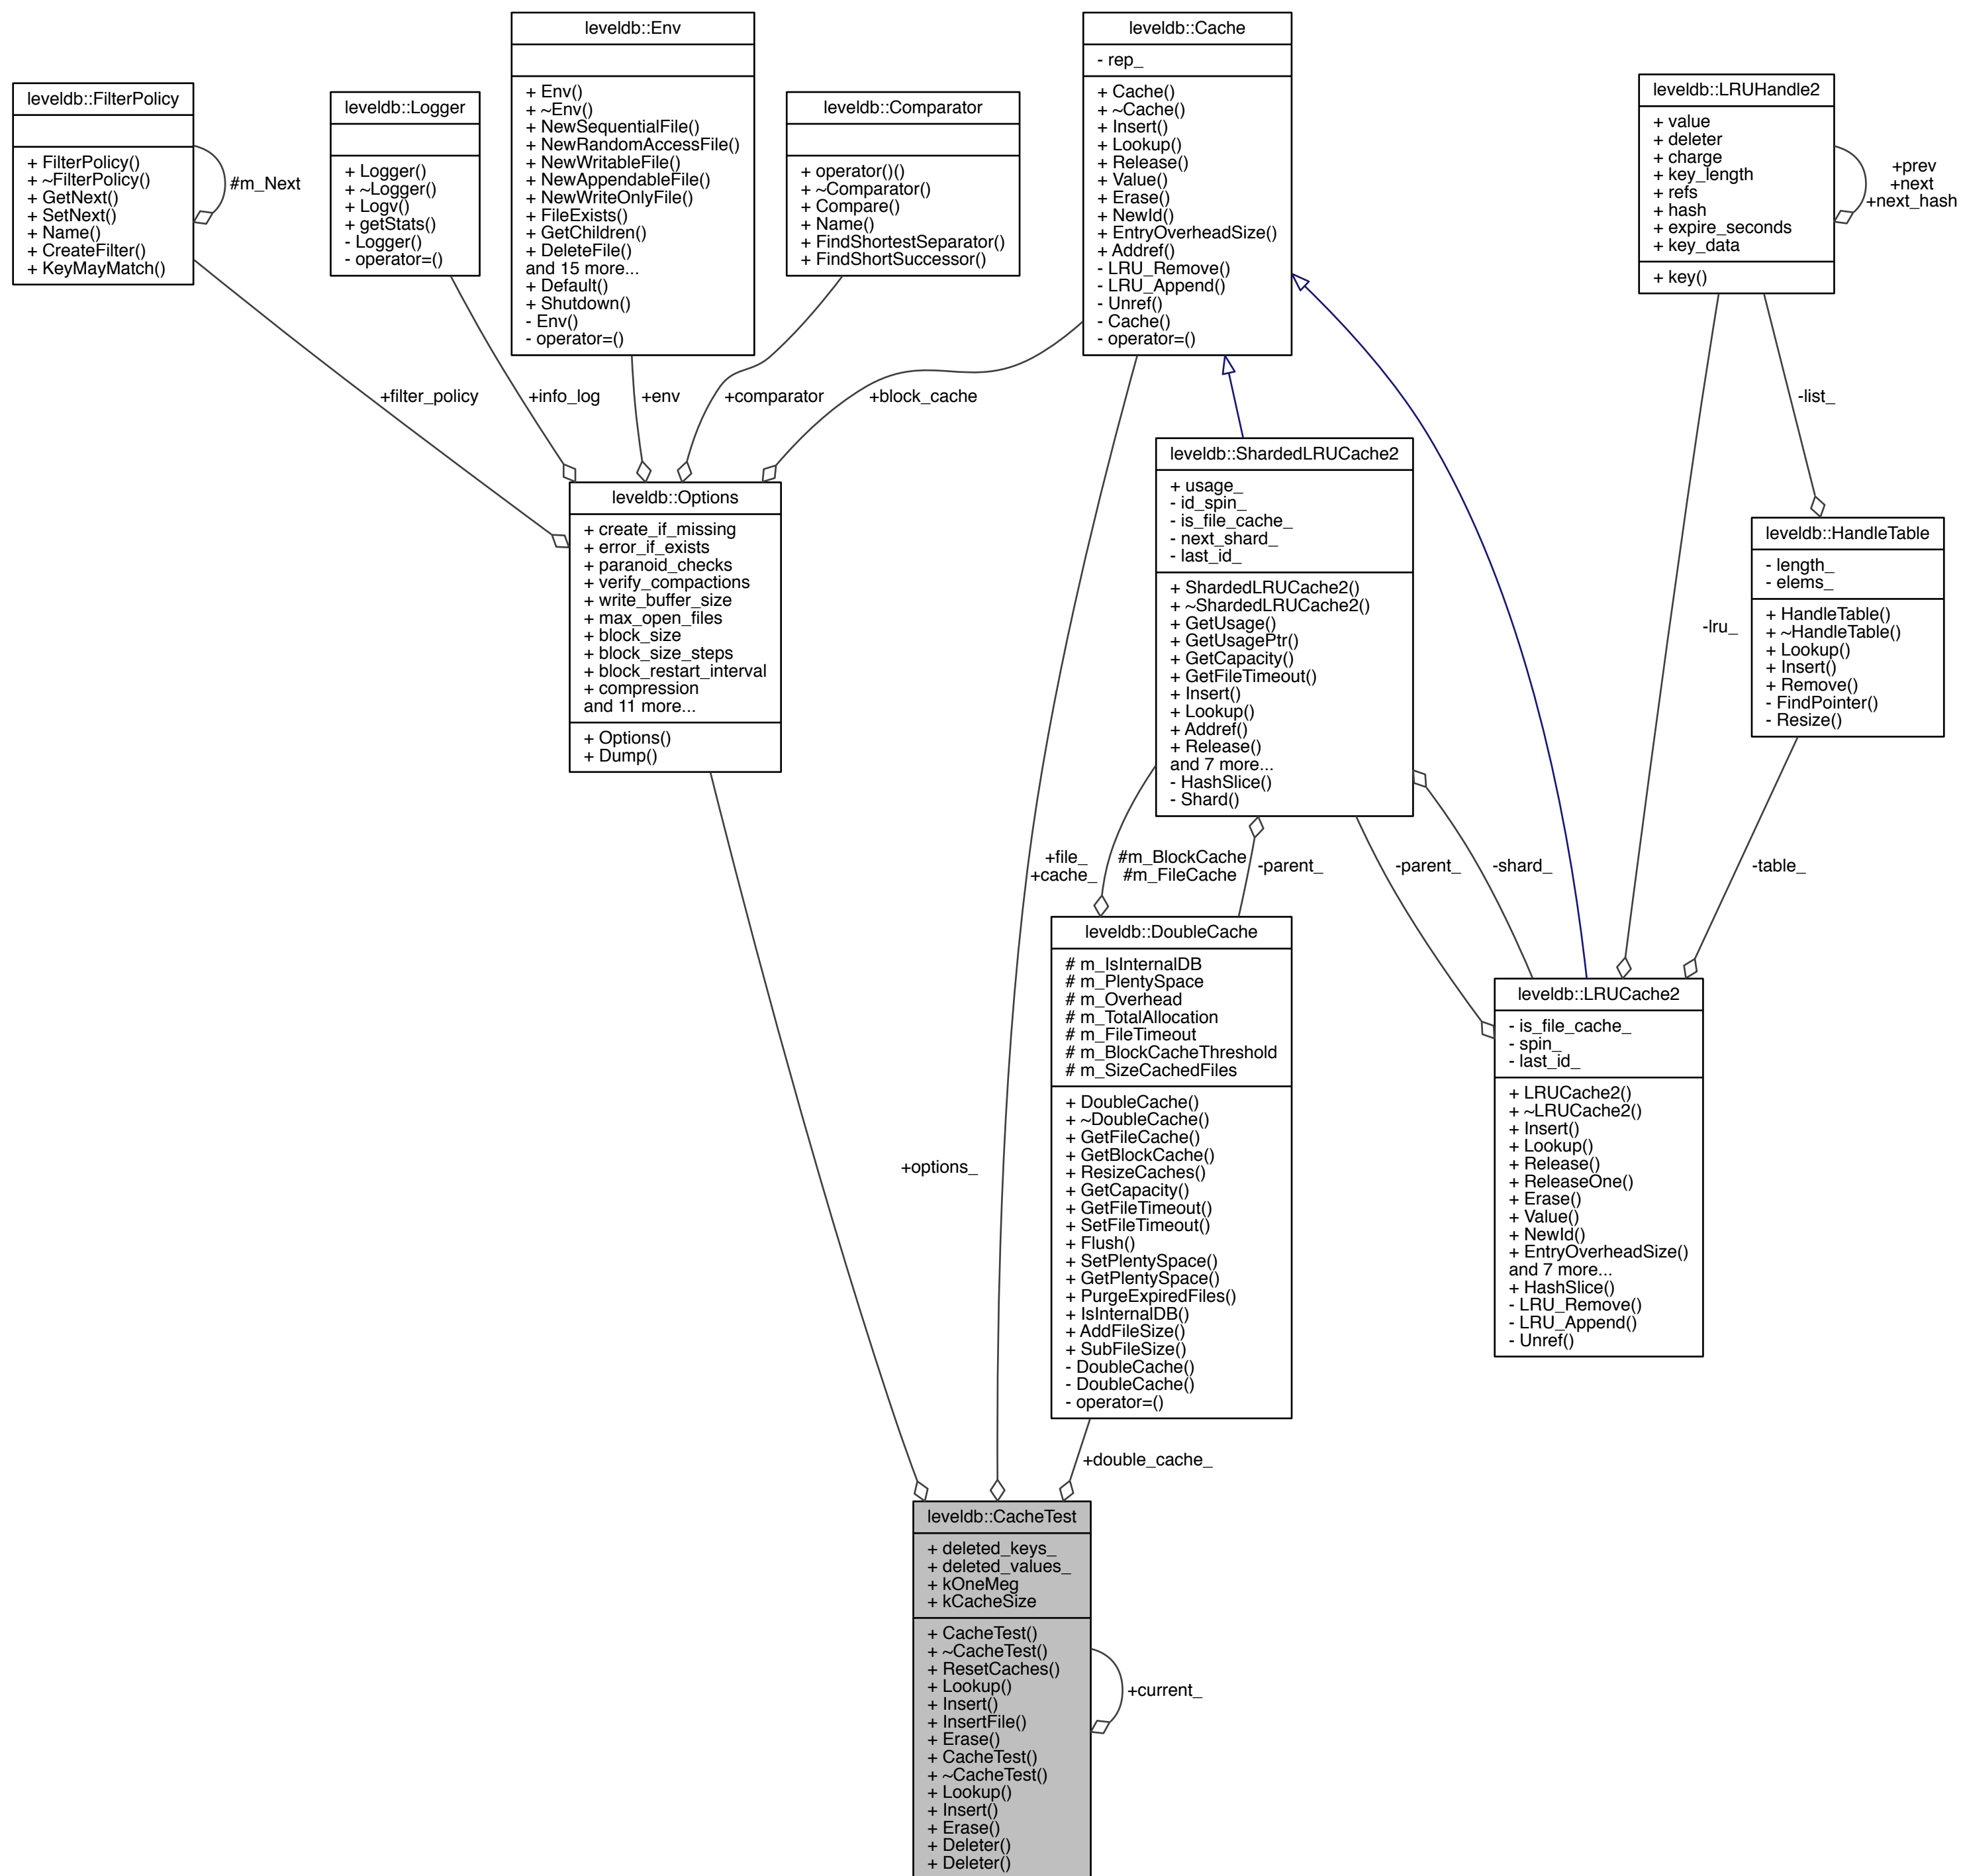 leveldb::FilterPolicy
+ FilterPolicy()
+ ~FilterPolicy()
+ GetNext()
+ SetNext()
+ Name()
+ CreateFilter()
+ KeyMayMatch()
#m_Next
leveldb::Logger
+ Logger()
+ ~Logger()
+ Logv()
+ getStats()
- Logger()
- operator=()
leveldb::Env
+ Env()
+ ~Env()
+ NewSequentialFile()
+ NewRandomAccessFile()
+ NewWritableFile()
+ NewAppendableFile()
+ NewWriteOnlyFile()
+ FileExists()
+ GetChildren()
+ DeleteFile()
and 15 more...
+ Default()
+ Shutdown()
- Env()
- operator=()
leveldb::Comparator
+ operator()()
+ ~Comparator()
+ Compare()
+ Name()
+ FindShortestSeparator()
+ FindShortSuccessor()
leveldb::Cache
- rep_
+ Cache()
+ ~Cache()
+ Insert()
+ Lookup()
+ Release()
+ Value()
+ Erase()
+ NewId()
+ EntryOverheadSize()
+ Addref()
- LRU_Remove()
- LRU_Append()
- Unref()
- Cache()
- operator=()
leveldb::LRUHandle2
+ value
+ deleter
+ charge
+ key_length
+ refs
+ hash
+ expire_seconds
+ key_data
+ key()
+prev
+next
+next_hash
+filter_policy
+info_log
+env
+comparator
+block_cache
-list_
leveldb::Options
+ create_if_missing
+ error_if_exists
+ paranoid_checks
+ verify_compactions
+ write_buffer_size
+ max_open_files
+ block_size
+ block_size_steps
+ block_restart_interval
+ compression
and 11 more...
+ Options()
+ Dump()
leveldb::ShardedLRUCache2
+ usage_
- id_spin_
- is_file_cache_
- next_shard_
- last_id_
+ ShardedLRUCache2()
+ ~ShardedLRUCache2()
+ GetUsage()
+ GetUsagePtr()
+ GetCapacity()
+ GetFileTimeout()
+ Insert()
+ Lookup()
+ Addref()
+ Release()
and 7 more...
- HashSlice()
- Shard()
-lru_
leveldb::HandleTable
- length_
- elems_
+ HandleTable()
+ ~HandleTable()
+ Lookup()
+ Insert()
+ Remove()
- FindPointer()
- Resize()
+file_
+cache_
#m_BlockCache
#m_FileCache
-parent_
-parent_
-shard_
-table_
leveldb::DoubleCache
# m_IsInternalDB
# m_PlentySpace
# m_Overhead
# m_TotalAllocation
# m_FileTimeout
# m_BlockCacheThreshold
# m_SizeCachedFiles
+ DoubleCache()
+ ~DoubleCache()
+ GetFileCache()
+ GetBlockCache()
+ ResizeCaches()
+ GetCapacity()
+ GetFileTimeout()
+ SetFileTimeout()
+ Flush()
+ SetPlentySpace()
+ GetPlentySpace()
+ PurgeExpiredFiles()
+ IsInternalDB()
+ AddFileSize()
+ SubFileSize()
- DoubleCache()
- DoubleCache()
- operator=()
leveldb::LRUCache2
- is_file_cache_
- spin_
- last_id_
+ LRUCache2()
+ ~LRUCache2()
+ Insert()
+ Lookup()
+ Release()
+ ReleaseOne()
+ Erase()
+ Value()
+ NewId()
+ EntryOverheadSize()
and 7 more...
+ HashSlice()
- LRU_Remove()
- LRU_Append()
- Unref()
+options_
+double_cache_
leveldb::CacheTest
+ deleted_keys_
+ deleted_values_
+ kOneMeg
+ kCacheSize
+ CacheTest()
+ ~CacheTest()
+ ResetCaches()
+ Lookup()
+ Insert()
+ InsertFile()
+ Erase()
+ CacheTest()
+ ~CacheTest()
+ Lookup()
+ Insert()
+ Erase()
+ Deleter()
+ Deleter()
+current_